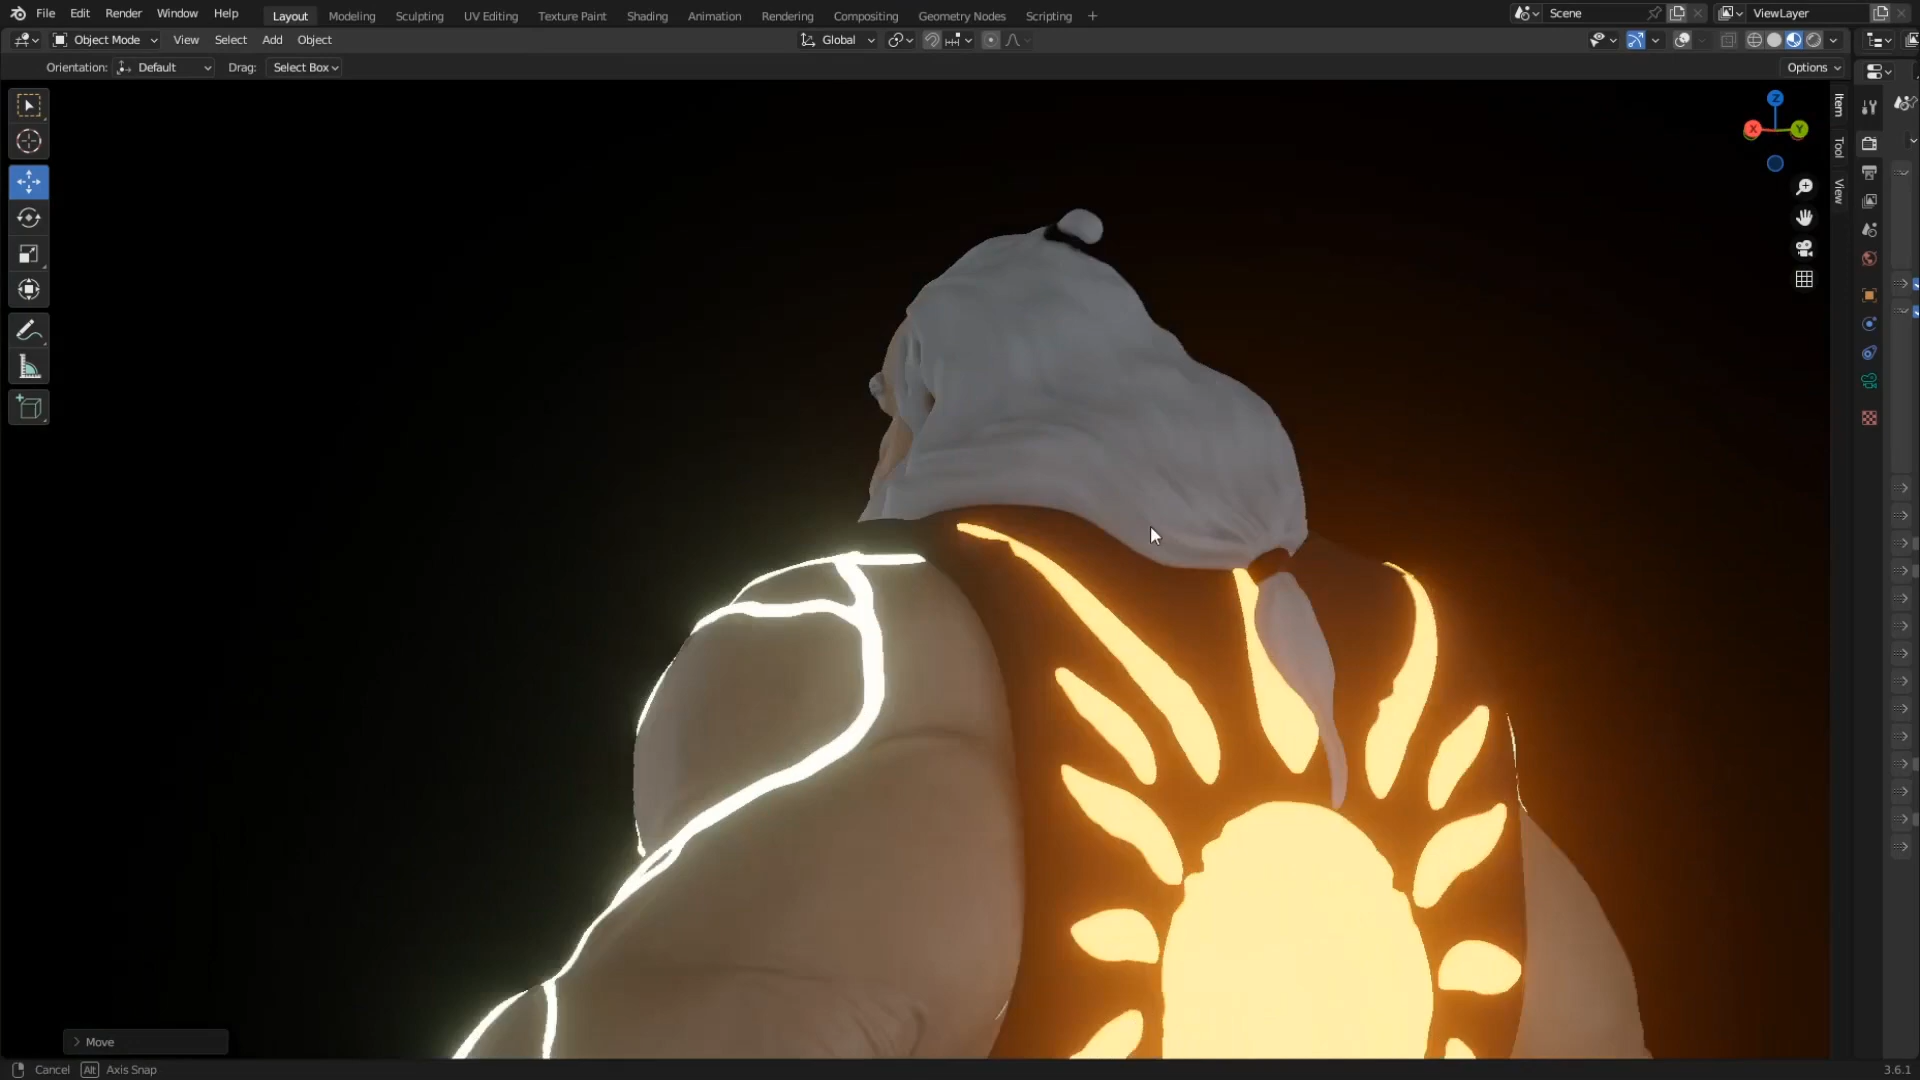 File Edit Render Window Help Layout Modeling Sculpting UV Editing Texture Paint Shading Animation Rendering Compositing Geometry Nodes Scripting + Scene ViewLayer
Object Mode View Select Add Object Global
Orientation: Default Drag: Select Box Options
Item
Tool
View
Z
X Y
Move
Cancel Alt Axis Snap 3.6.1